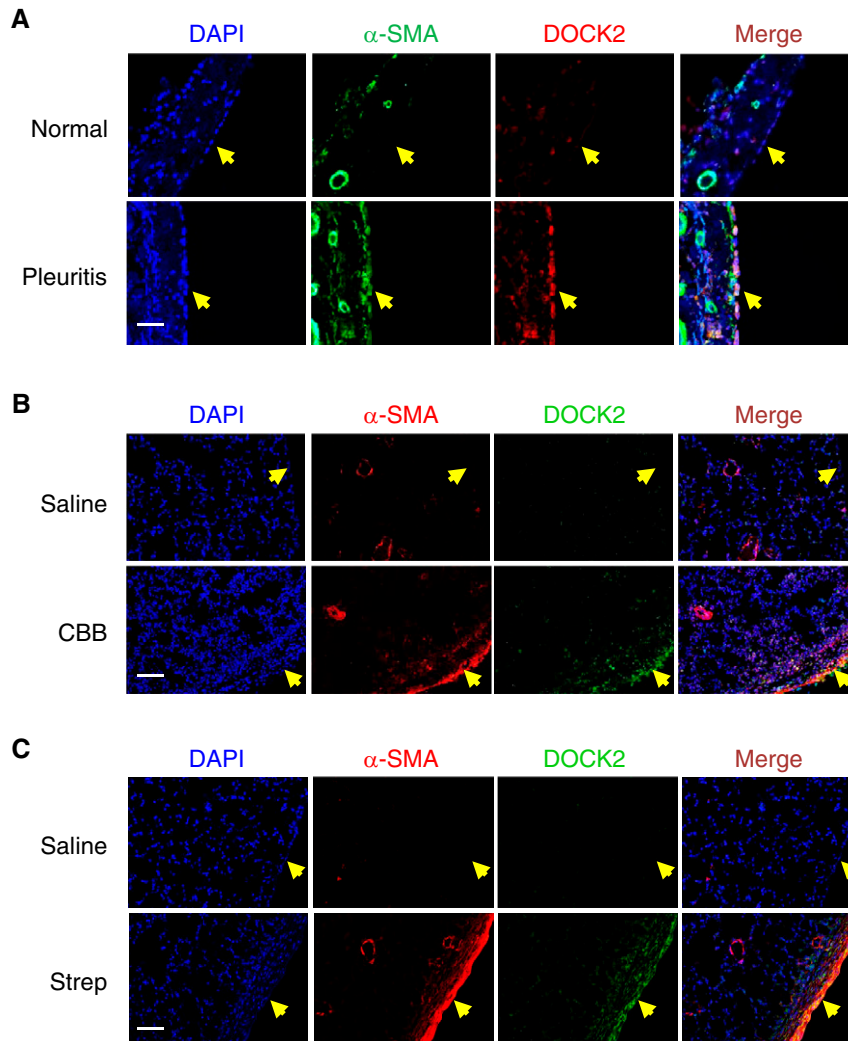 A
DAPI α-SMA DOCK2 Merge
Normal
Pleuritis
B
DAPI α-SMA DOCK2 Merge
Saline
CBB
C
DAPI α-SMA DOCK2 Merge
Saline
Strep